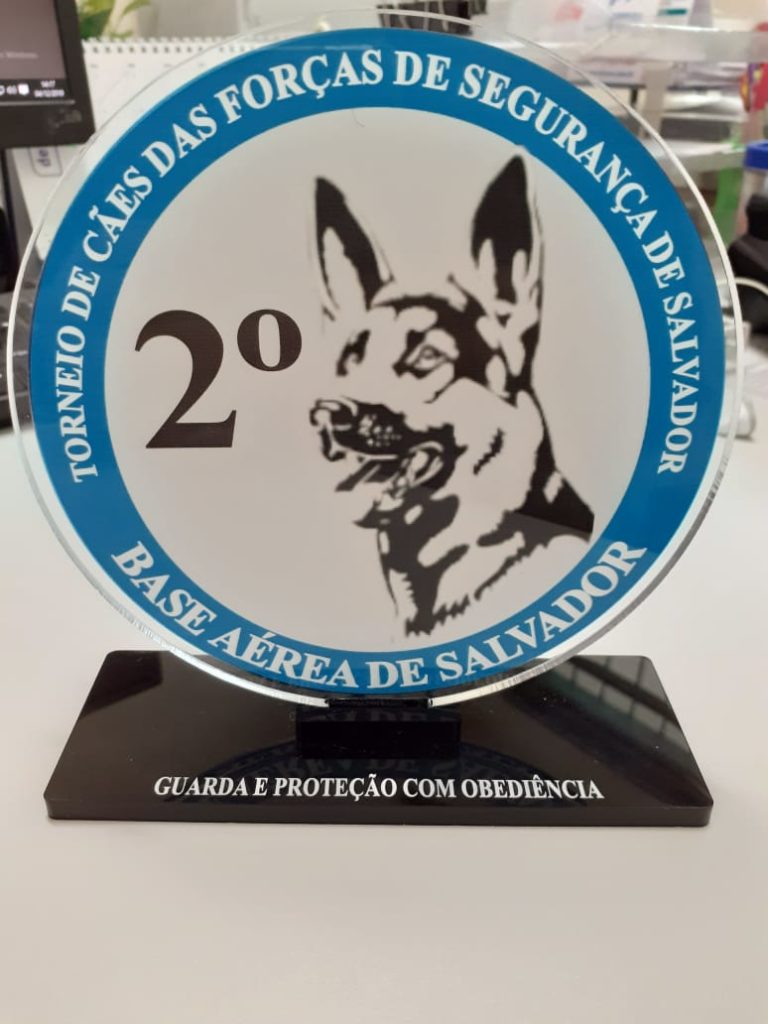 TORNEIO DE CÃES DAS FORÇAS DE SEGURANÇA DE SALVADOR
2º
BASE AÉREA DE SALVADOR
GUARDA E PROTEÇÃO COM OBEDIÊNCIA